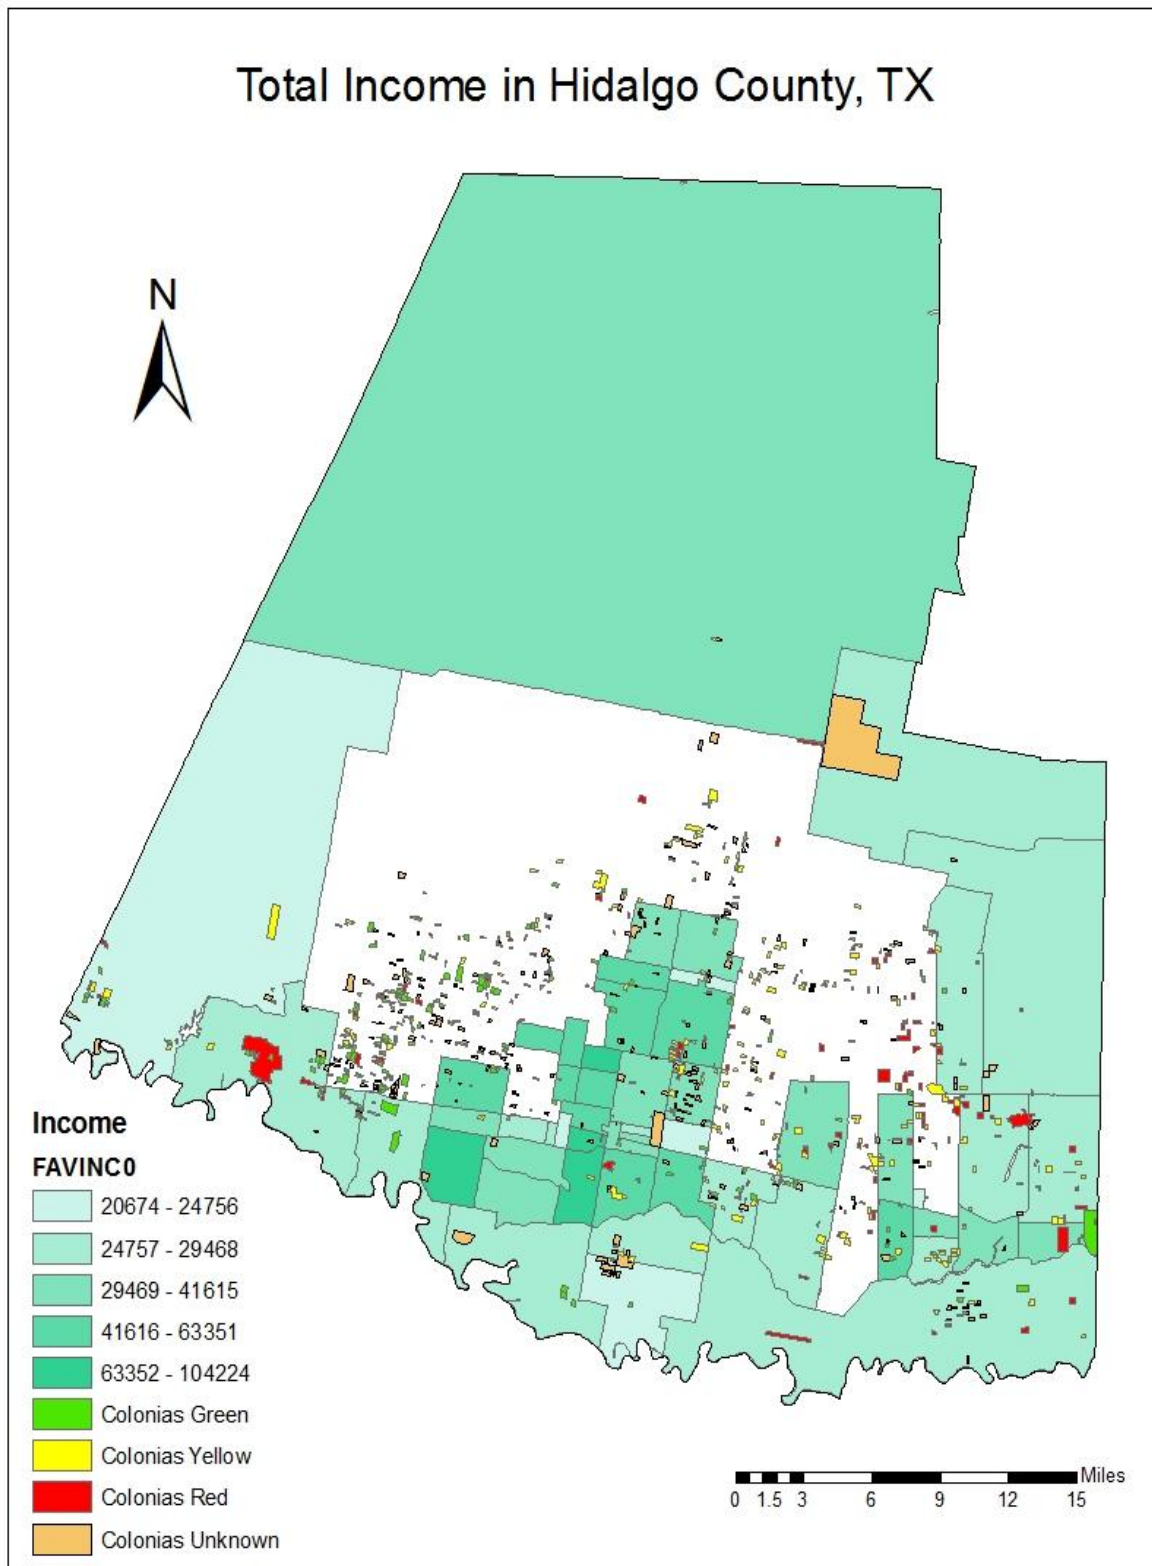 Total Income in Hidalgo County, TX
N
Income
FAVINC0
20674 - 24756
24757 - 29468
29469 - 41615
41616 - 63351
63352 - 104224
Colonias Green
Colonias Yellow
Colonias Red
Colonias Unknown
Miles
0 1.5 3 6 9 12 15